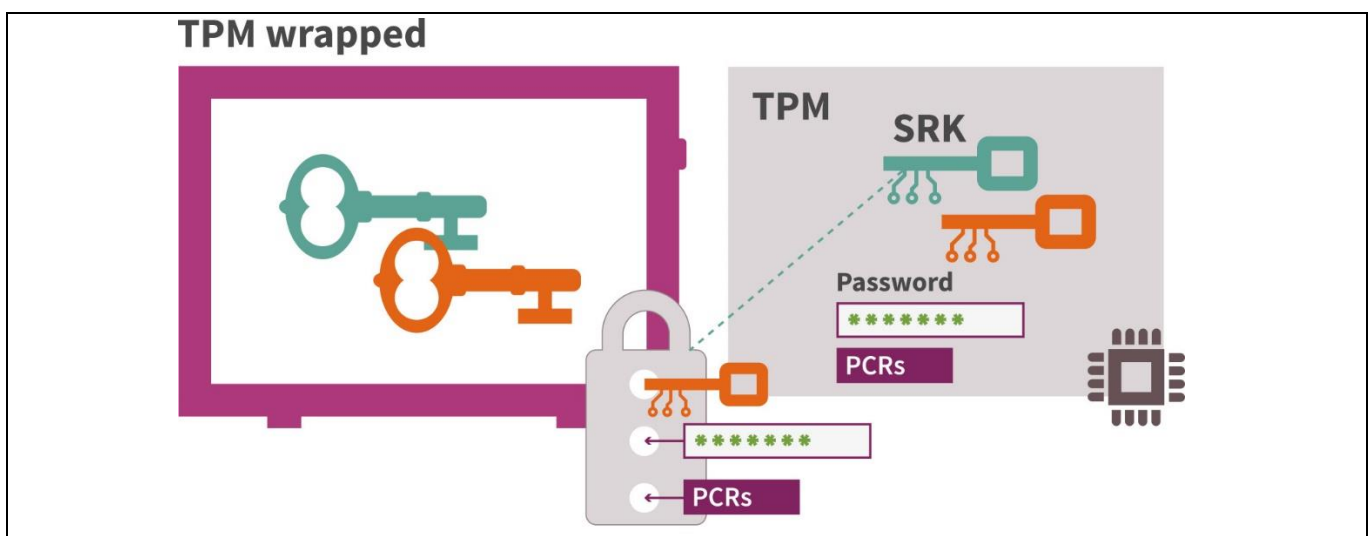 TPM wrapped
TPM
SRK
Password
*******
PCRs
*******
PCRs